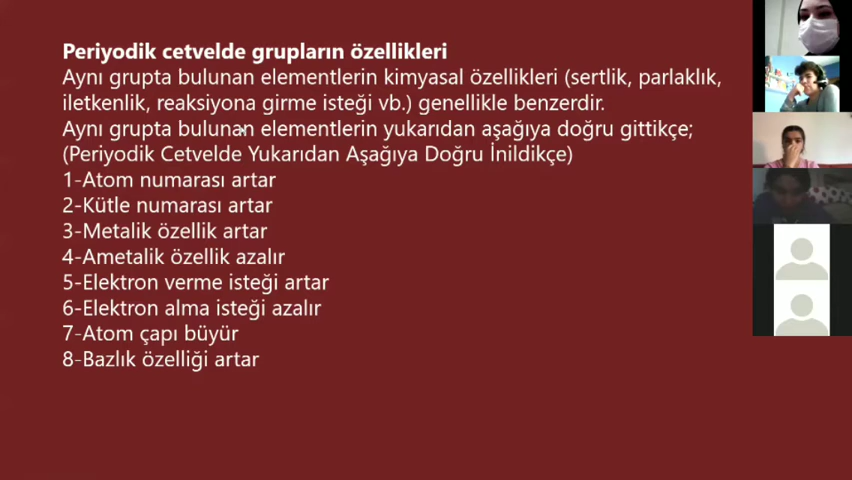 Periyodik cetvelde grupların özellikleri
Aynı grupta bulunan elementlerin kimyasal özellikleri (sertlik, parlaklık,
iletkenlik, reaksiyona girme isteği vb.) genellikle benzerdir.
Aynı grupta bulunan elementlerin yukarıdan aşağıya doğru gittikçe;
(Periyodik Cetvelde Yukarıdan Aşağıya Doğru İnildikçe)
1-Atom numarası artar
2-Kütle numarası artar
3-Metalik özellik artar
4-Ametalik özellik azalır
5-Elektron verme isteği artar
6-Elektron alma isteği azalır
7-Atom çapı büyür
8-Bazlık özelliği artar